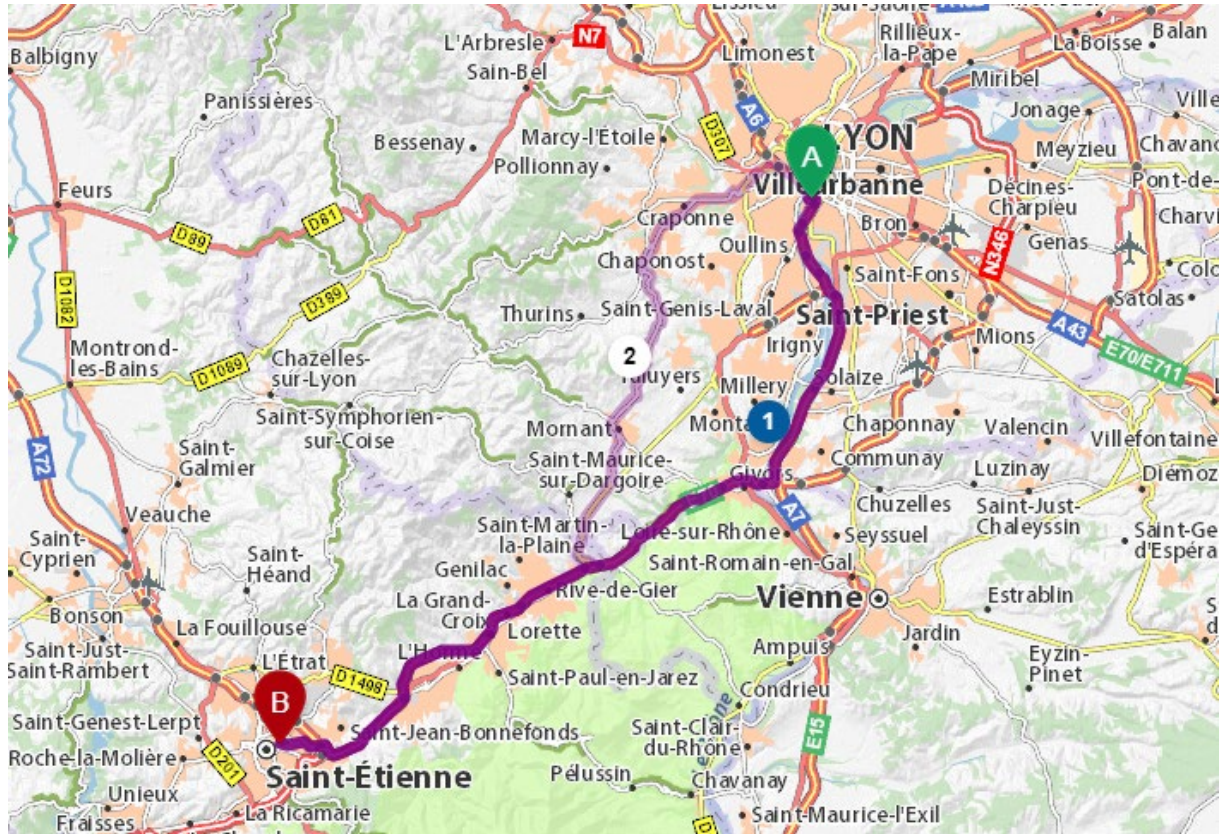 Lissieu
Balan
L'Arbresle
N7
Limonest
Rillieux-
la-Pape
La Boisse
Balbigny
Sain-Bel
Miribel
Panissières
A6
Jonage
Marcy-l'Étoile
D307
LYON
Bessenay
Pollionnay
A
Meyzieu
Feurs
Villeurbanne
Décines-
Charpieu
Pont-de-
Craponne
D81
Bron
D89
Oullins
N346
Genas
Chaponost
Saint-Fons
D1082
D389
Saint-Genis-Laval
Satolas
Thurins
Saint-Priest
A43
Mions
Montrond-
les-Bains
Irigny
E70/E711
D1089
Chazelles-
sur-Lyon
2
Taluyers
Millery
Solaize
Saint-Symphorien-
sur-Coise
1
Mornant
Chaponnay
Valencin
Villefontaine
A72
Saint-
Galmier
Saint-Maurice-
sur-Dargoire
Communay
Luzinay
Givors
Chuzelles
Saint-Just-
Chaleyssin
Veauche
A7
Saint-
Cyprien
Saint-Martin-
la-Plaine
Loire-sur-Rhône
Seyssuel
Saint-
Héand
Genilac
Saint-Romain-en-Gal
Rive-de-Gier
Bonson
La Grand-
Croix
Vienne
Estrablin
La Fouillouse
Lorette
Jardin
Saint-Just-
Saint-Rambert
L'Étrat
L'Horme
Ampuis
Eyzin-
Pinet
D1498
Saint-Paul-en-Jarez
B
Condrieu
Saint-Genest-Lerpt
Saint-Jean-Bonnefonds
Saint-Clair-
du-Rhône
E15
Roche-la-Molière
D201
Saint-Étienne
Pélussin
Chavanay
Unieux
La Ricamarie
Saint-Maurice-l'Exil
Fraisses
D